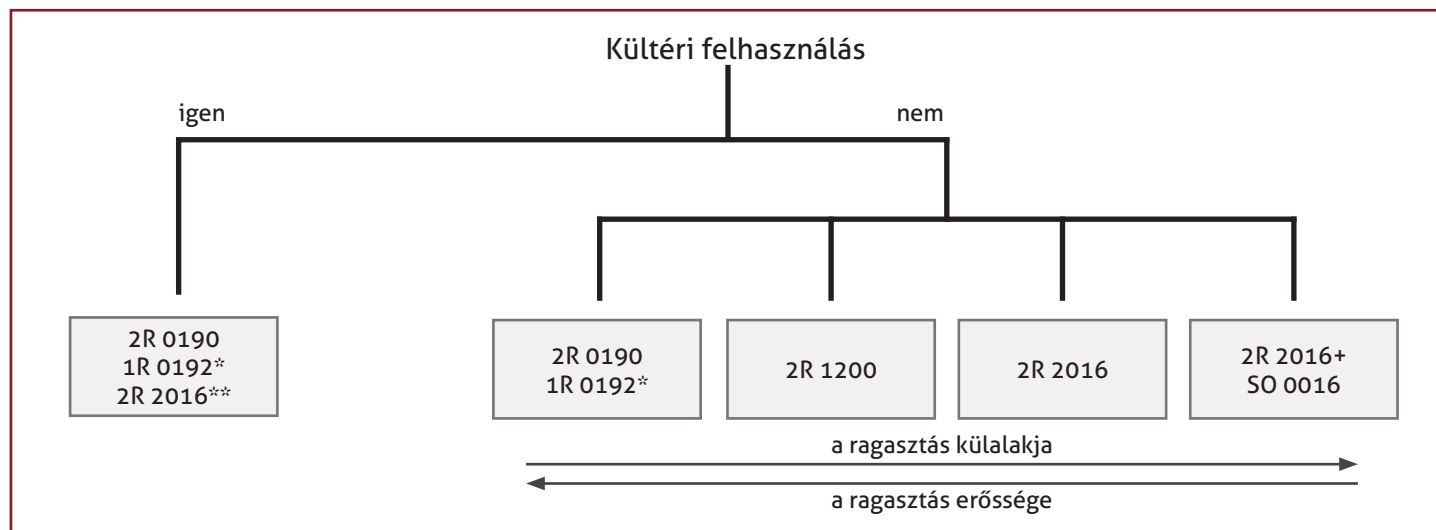 Kültéri felhasználás
igen
nem
2R 0190
1R 0192*
2R 2016**
2R 0190
1R 0192*
2R 1200
2R 2016
2R 2016+
SO 0016
a ragasztás külalakja
a ragasztás erőssége